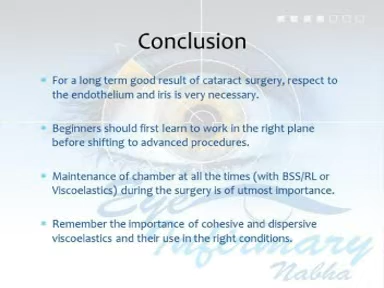 Conclusion
For a long term good result of cataract surgery, respect to
the endothelium and iris is very necessary.
Beginners should first learn to work in the right plane
before shifting to advanced procedures.
Maintenance of chamber at all the times (with BSS/RL or
Viscoelastics) during the surgery is of utmost importance.
Remember the importance of cohesive and dispersive
viscoelastics and their use in the right conditions.
Eye
Infirmary
Nabha